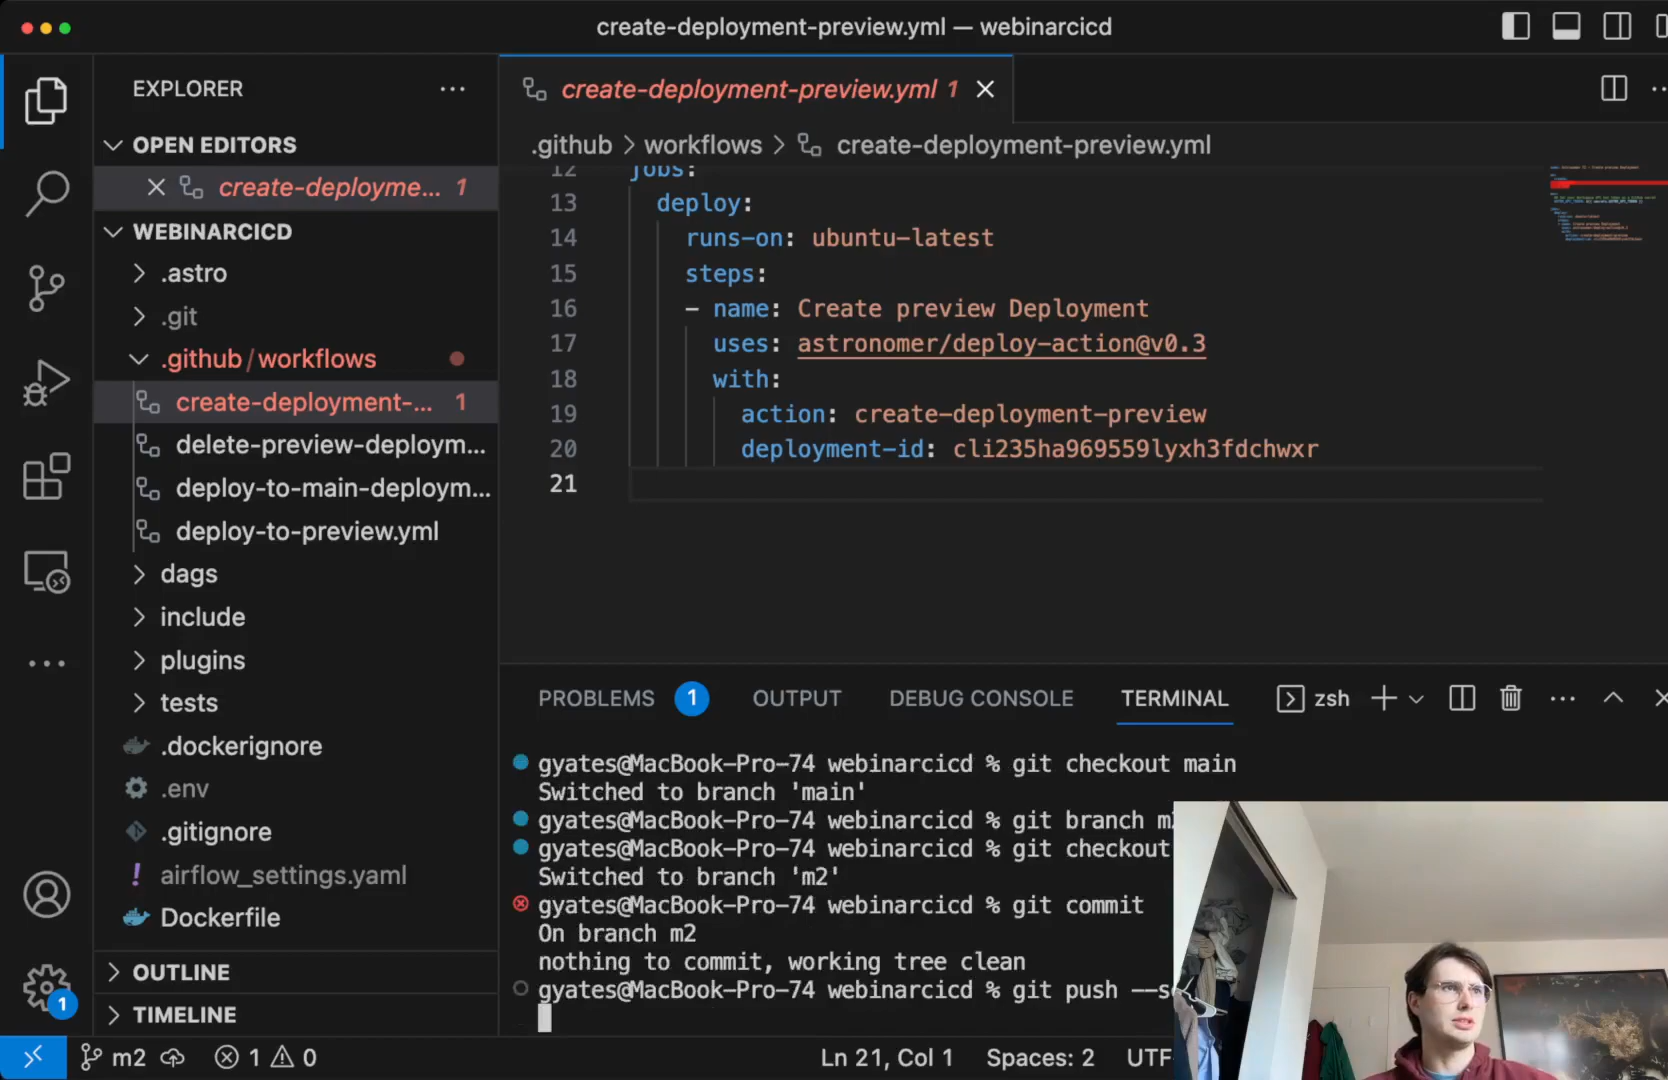 create-deployment-preview.yml — webinarcicd
EXPLORER
OPEN EDITORS
create-deployme... 1
WEBINARCICD
.astro
.git
.github/workflows
create-deployment-... 1
delete-preview-deploym...
deploy-to-main-deploym...
deploy-to-preview.yml
dags
include
plugins
tests
.dockerignore
.env
.gitignore
airflow_settings.yaml
Dockerfile
OUTLINE
TIMELINE
create-deployment-preview.yml 1
.github > workflows > create-deployment-preview.yml
12 jobs:
13 deploy:
14 runs-on: ubuntu-latest
15 steps:
16 - name: Create preview Deployment
17 uses: astronomer/deploy-action@v0.3
18 with:
19 action: create-deployment-preview
20 deployment-id: cli235ha969559lyxh3fdchwxr
21
PROBLEMS 1 OUTPUT DEBUG CONSOLE TERMINAL zsh
gyates@MacBook-Pro-74 webinarcicd % git checkout main
Switched to branch 'main'
gyates@MacBook-Pro-74 webinarcicd % git branch
gyates@MacBook-Pro-74 webinarcicd % git checkout
Switched to branch 'm2'
gyates@MacBook-Pro-74 webinarcicd % git commit
On branch m2
nothing to commit, working tree clean
gyates@MacBook-Pro-74 webinarcicd % git push
1
m2 1 0 Ln 21, Col 1 Spaces: 2 UTF